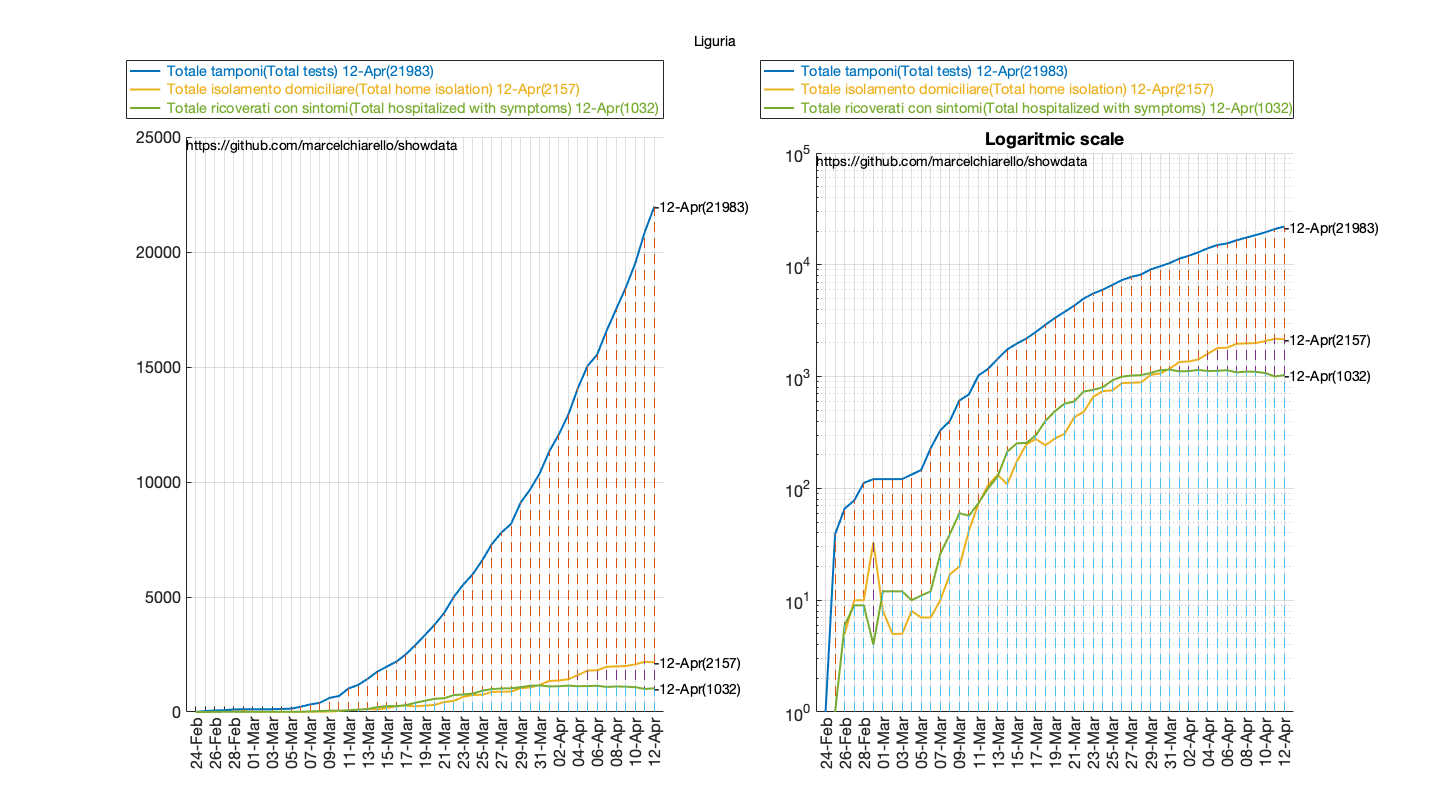 Liguria
Totale tamponi(Total tests) 12-Apr(21983)
Totale isolamento domiciliare(Total home isolation) 12-Apr(2157)
Totale ricoverati con sintomi(Total hospitalized with symptoms) 12-Apr(1032)
25000
https://github.com/marcelchiarello/showdata
12-Apr(21983)
20000
15000
10000
5000
12-Apr(2157)
12-Apr(1032)
0
24-Feb
26-Feb
28-Feb
01-Mar
03-Mar
05-Mar
07-Mar
09-Mar
11-Mar
13-Mar
15-Mar
17-Mar
19-Mar
21-Mar
23-Mar
25-Mar
27-Mar
29-Mar
31-Mar
02-Apr
04-Apr
06-Apr
08-Apr
10-Apr
12-Apr
Totale tamponi(Total tests) 12-Apr(21983)
Totale isolamento domiciliare(Total home isolation) 12-Apr(2157)
Totale ricoverati con sintomi(Total hospitalized with symptoms) 12-Apr(1032)
Logaritmic scale
10^5
https://github.com/marcelchiarello/showdata
12-Apr(21983)
10^4
12-Apr(2157)
10^3
12-Apr(1032)
10^2
10^1
10^0
24-Feb
26-Feb
28-Feb
01-Mar
03-Mar
05-Mar
07-Mar
09-Mar
11-Mar
13-Mar
15-Mar
17-Mar
19-Mar
21-Mar
23-Mar
25-Mar
27-Mar
29-Mar
31-Mar
02-Apr
04-Apr
06-Apr
08-Apr
10-Apr
12-Apr